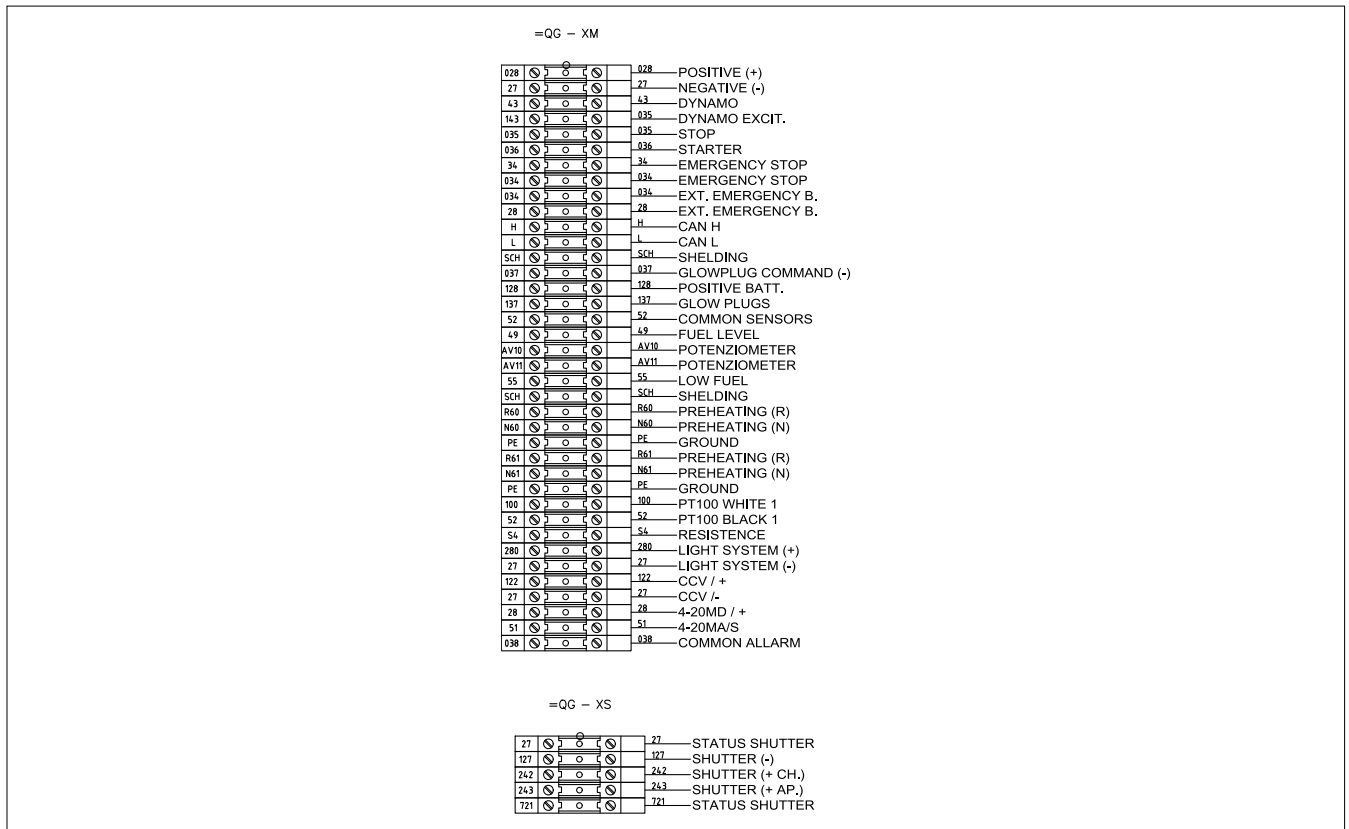 =QG - XM
028 028 POSITIVE (+)
27 27 NEGATIVE (-)
43 43 DYNAMO
143 035 DYNAMO EXCIT.
035 035 STOP
036 036 STARTER
34 34 EMERGENCY STOP
034 034 EMERGENCY STOP
034 034 EXT. EMERGENCY B.
28 28 EXT. EMERGENCY B.
H H CAN H
L L CAN L
SCH SCH SHELDING
037 037 GLOWPLUG COMMAND (-)
128 128 POSITIVE BATT.
137 137 GLOW PLUGS
52 52 COMMON SENSORS
49 49 FUEL LEVEL
AV10 AV10 POTENZIOMETER
AV11 AV11 POTENZIOMETER
55 55 LOW FUEL
SCH SCH SHELDING
R60 R60 PREHEATING (R)
N60 N60 PREHEATING (N)
PE PE GROUND
R61 R61 PREHEATING (R)
N61 N61 PREHEATING (N)
PE PE GROUND
100 100 PT100 WHITE 1
52 52 PT100 BLACK 1
S4 S4 RESISTENCE
280 280 LIGHT SYSTEM (+)
27 27 LIGHT SYSTEM (-)
122 122 CCV / +
27 27 CCV /-
28 28 4-20MD / +
51 51 4-20MA/S
038 038 COMMON ALLARM
=QG - XS
27 27 STATUS SHUTTER
127 127 SHUTTER (-)
242 242 SHUTTER (+ CH.)
243 243 SHUTTER (+ AP.)
721 721 STATUS SHUTTER